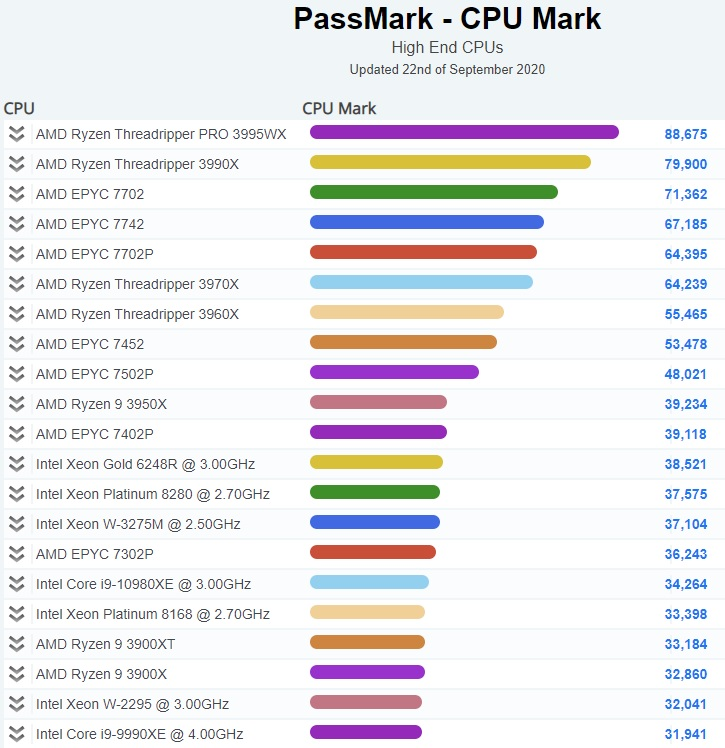 PassMark - CPU Mark
High End CPUs
Updated 22nd of September 2020
CPU CPU Mark
AMD Ryzen Threadripper PRO 3995WX 88,675
AMD Ryzen Threadripper 3990X 79,900
AMD EPYC 7702 71,362
AMD EPYC 7742 67,185
AMD EPYC 7702P 64,395
AMD Ryzen Threadripper 3970X 64,239
AMD Ryzen Threadripper 3960X 55,465
AMD EPYC 7452 53,478
AMD EPYC 7502P 48,021
AMD Ryzen 9 3950X 39,234
AMD EPYC 7402P 39,118
Intel Xeon Gold 6248R @ 3.00GHz 38,521
Intel Xeon Platinum 8280 @ 2.70GHz 37,575
Intel Xeon W-3275M @ 2.50GHz 37,104
AMD EPYC 7302P 36,243
Intel Core i9-10980XE @ 3.00GHz 34,264
Intel Xeon Platinum 8168 @ 2.70GHz 33,398
AMD Ryzen 9 3900XT 33,184
AMD Ryzen 9 3900X 32,860
Intel Xeon W-2295 @ 3.00GHz 32,041
Intel Core i9-9990XE @ 4.00GHz 31,941